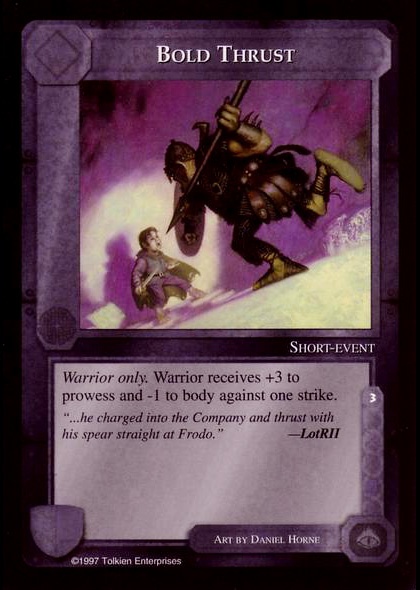 BOLD THRUST
SHORT-EVENT
Warrior only. Warrior receives +3 to
prowess and -1 to body against one strike.
3
“...he charged into the Company and thrust with
his spear straight at Frodo.” —LotRII
ART BY DANIEL HORNE
©1997 Tolkien Enterprises